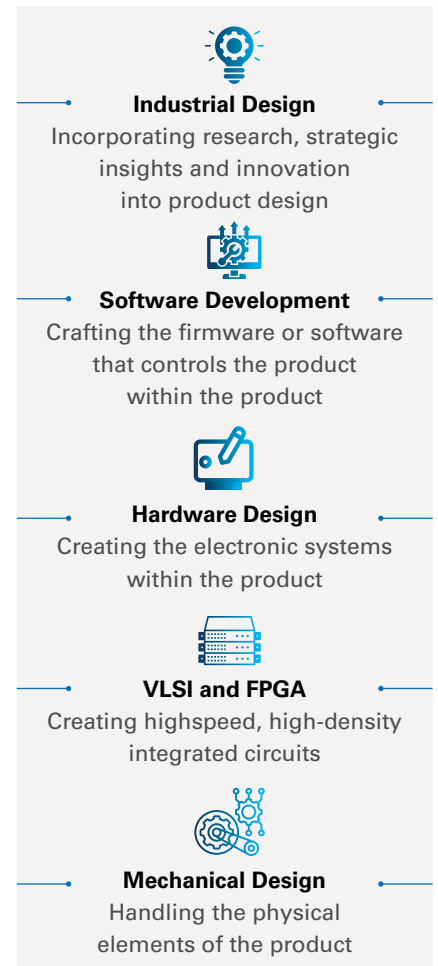 Industrial Design
Incorporating research, strategic
insights and innovation
into product design
Software Development
Crafting the firmware or software
that controls the product
within the product
Hardware Design
Creating the electronic systems
within the product
VLSI and FPGA
Creating highspeed, high-density
integrated circuits
Mechanical Design
Handling the physical
elements of the product